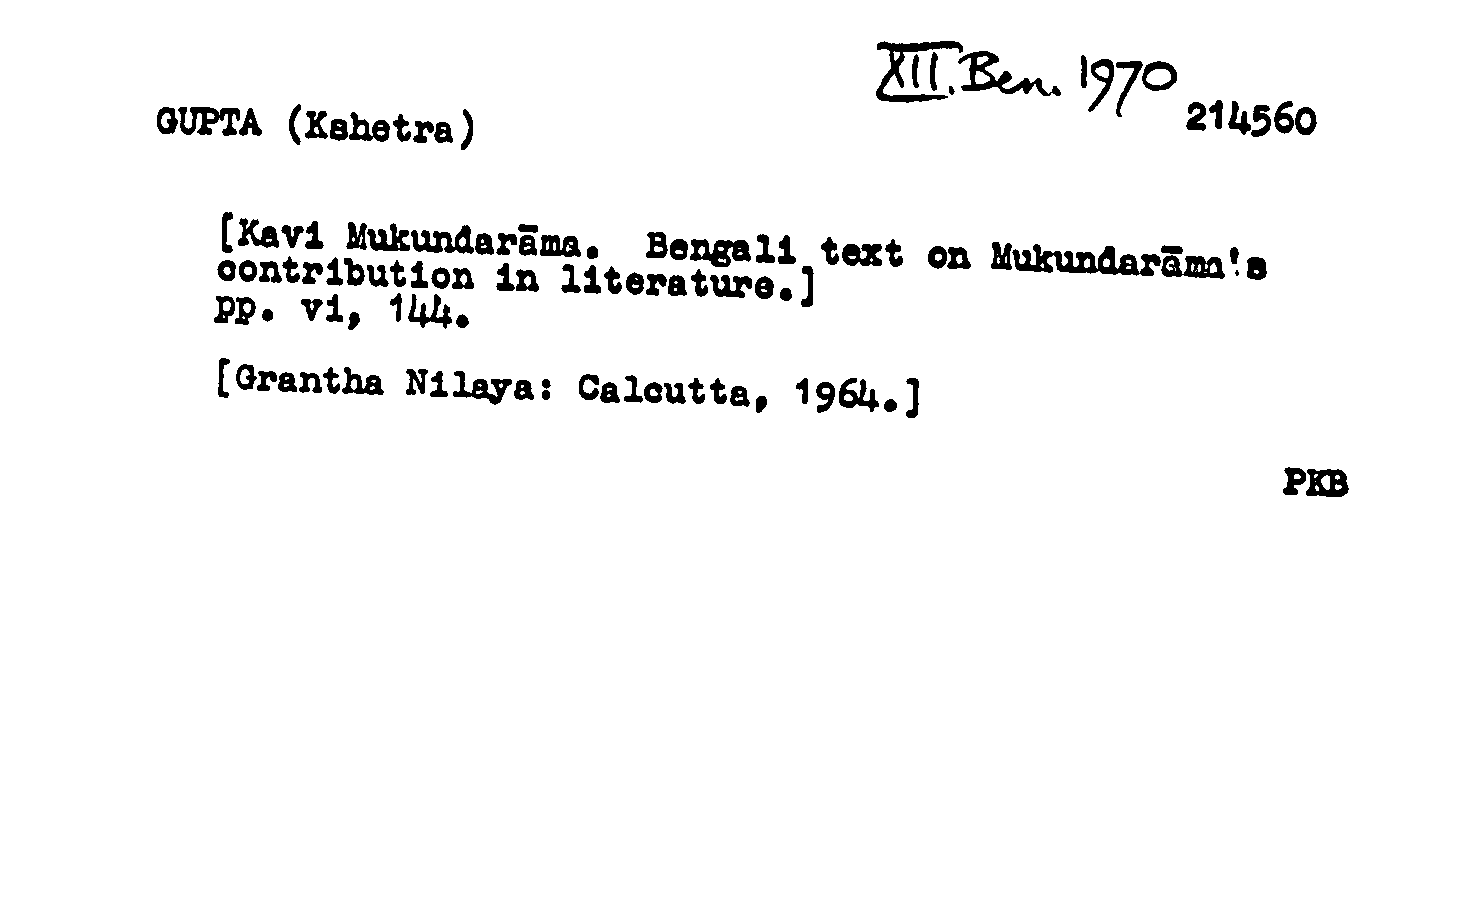 XII. Ben. 1970
214560
GUPTA (Kshetra)
[Kavi Mukundarāma. Bengali text on Mukundarāma's
contribution in literature.]
pp. vi, 144.
[Grantha Nilaya: Calcutta, 1964.]
PKB